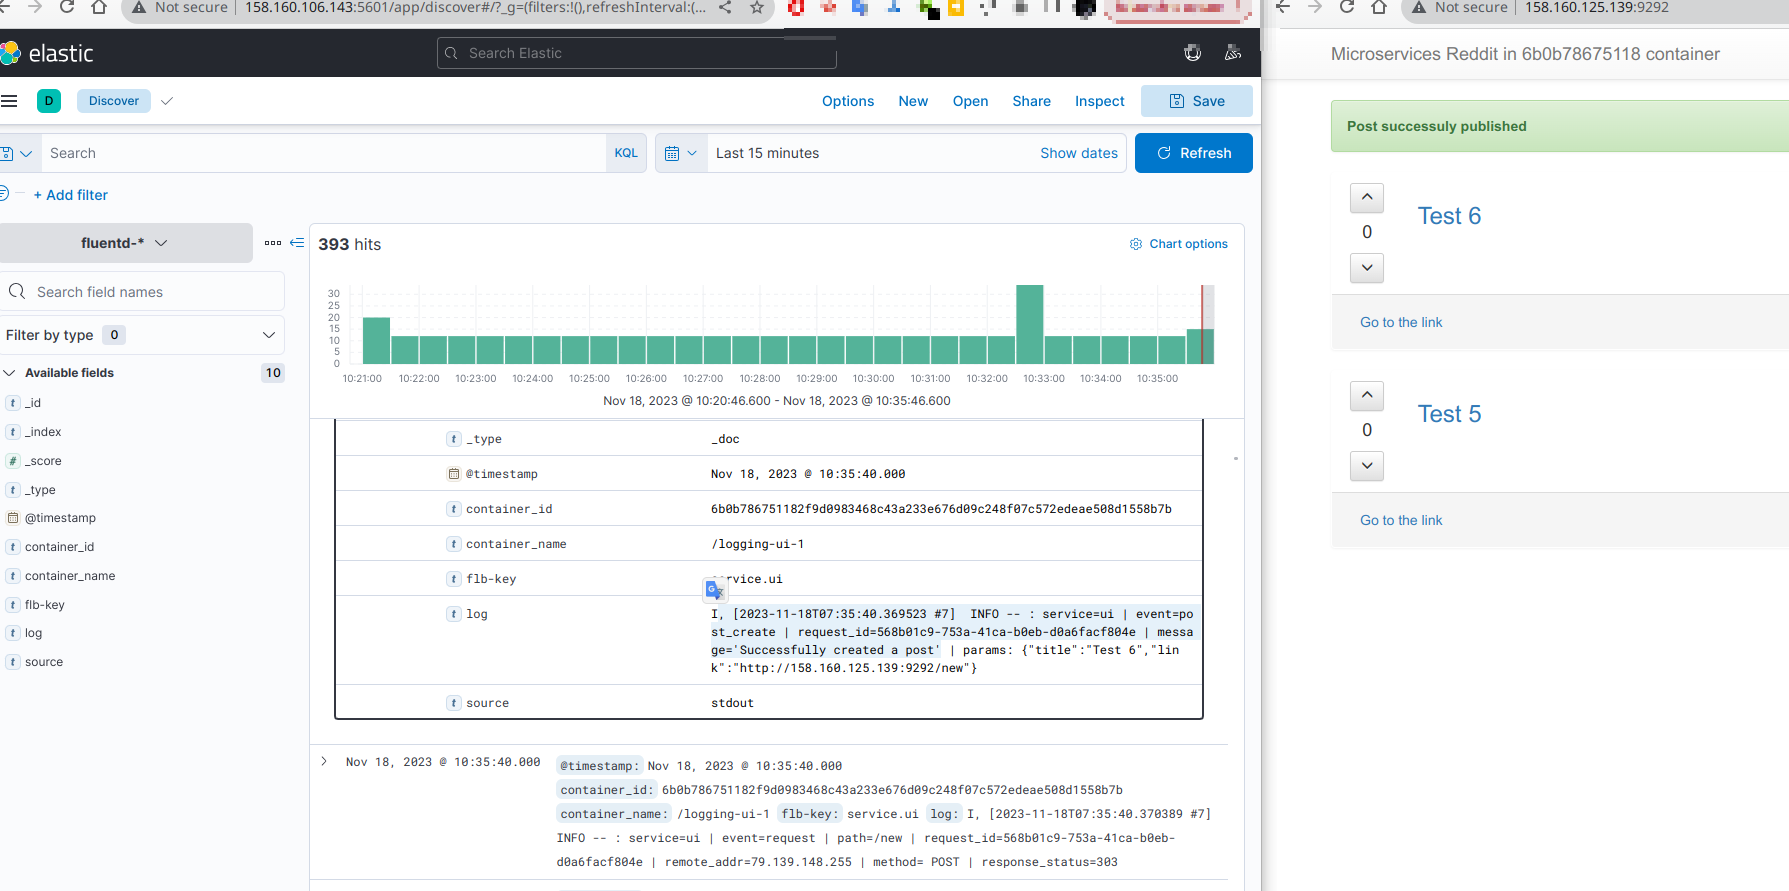 Not secure | 158.160.106.143:5601/app/discover#/?_g=(filters:!(),refreshInterval:(...
elastic
Search Elastic
D
Discover
Options
New
Open
Share
Inspect
Save
Search
KQL
Last 15 minutes
Show dates
Refresh
+ Add filter
fluentd-*
Search field names
Filter by type 0
Available fields 10
t _id
t _index
# _score
t _type
@timestamp
t container_id
t container_name
t flb-key
t log
t source
393 hits
Chart options
30
25
20
15
10
5
0
10:21:00 10:22:00 10:23:00 10:24:00 10:25:00 10:26:00 10:27:00 10:28:00 10:29:00 10:30:00 10:31:00 10:32:00 10:33:00 10:34:00 10:35:00
Nov 18, 2023 @ 10:20:46.600 - Nov 18, 2023 @ 10:35:46.600
t _type _doc
@timestamp Nov 18, 2023 @ 10:35:40.000
t container_id 6b0b786751182f9d0983468c43a233e676d09c248f07c572edeae508d1558b7b
t container_name /logging-ui-1
t flb-key service.ui
t log I, [2023-11-18T07:35:40.369523 #7]  INFO -- : service=ui | event=po
st_create | request_id=568b01c9-753a-41ca-b0eb-d0a6facf804e | messa
ge='Successfully created a post' | params: {"title":"Test 6","lin
k":"http://158.160.125.139:9292/new"}
t source stdout
Nov 18, 2023 @ 10:35:40.000 @timestamp: Nov 18, 2023 @ 10:35:40.000
container_id: 6b0b786751182f9d0983468c43a233e676d09c248f07c572edeae508d1558b7b
container_name: /logging-ui-1 flb-key: service.ui log: I, [2023-11-18T07:35:40.370389 #7]
INFO -- : service=ui | event=request | path=/new | request_id=568b01c9-753a-41ca-b0eb-
d0a6facf804e | remote_addr=79.139.148.255 | method= POST | response_status=303
Not secure | 158.160.125.139:9292
Microservices Reddit in 6b0b78675118 container
Post successuly published
0
Test 6
Go to the link
0
Test 5
Go to the link